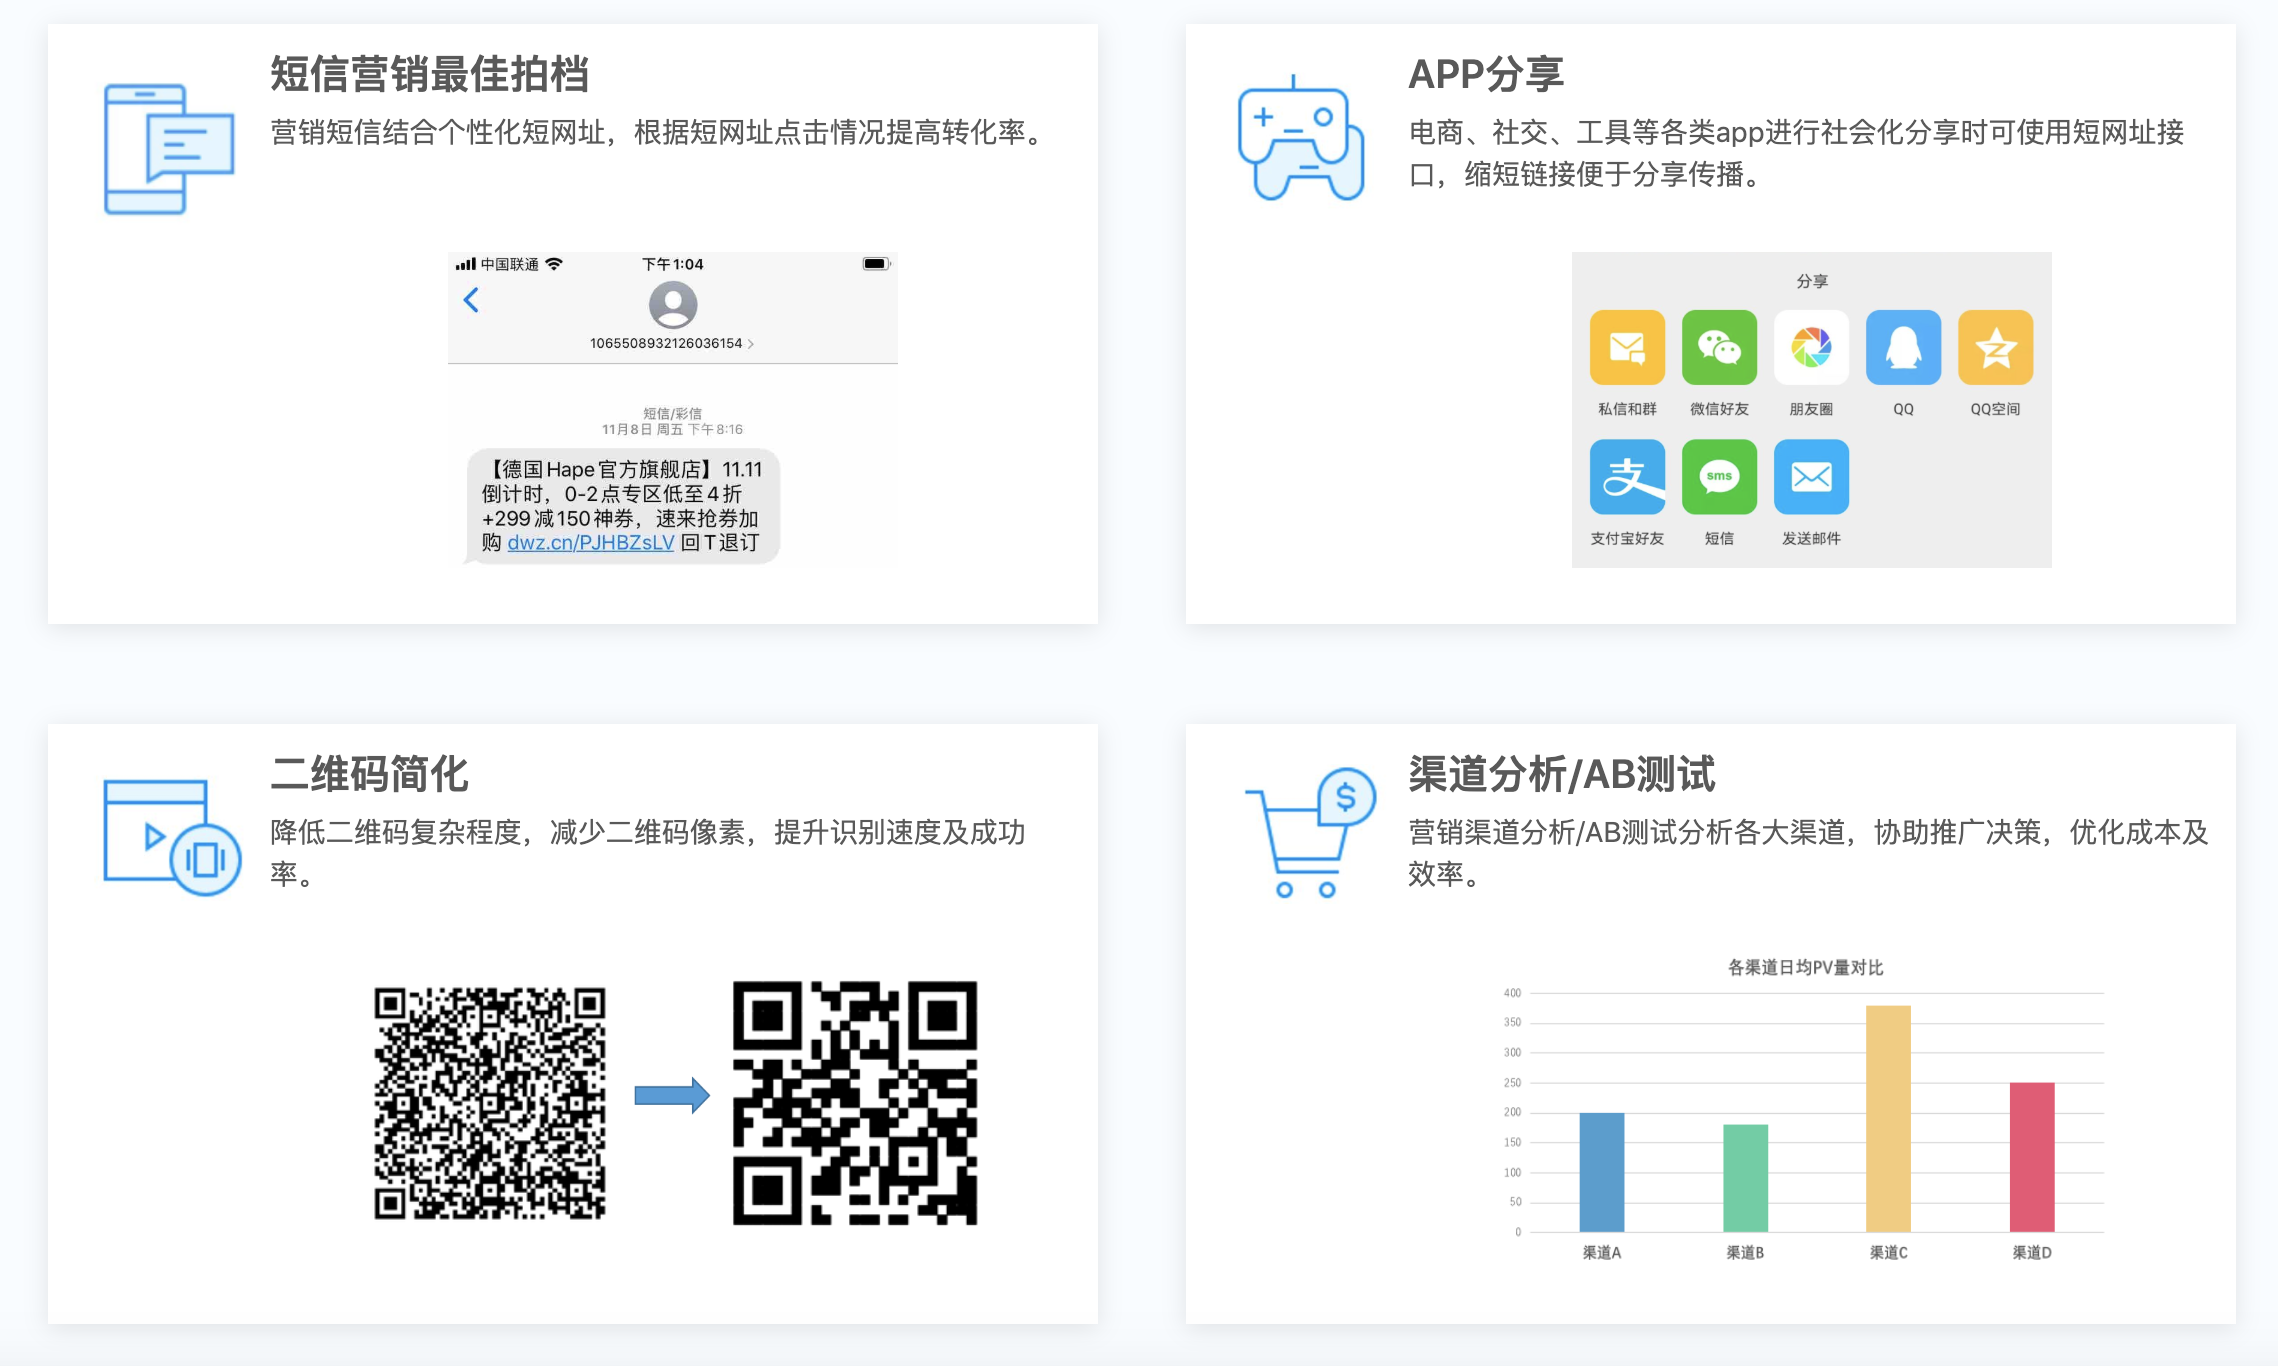 短信营销最佳拍档
营销短信结合个性化短网址，根据短网址点击情况提高转化率。
中国联通 下午1:04
1065508932126036154 >
短信/彩信
11月8日 周五 下午8:16
【德国Hape官方旗舰店】11.11
倒计时，0-2点专区低至4折
+299减150神券，速来抢券加
购 dwz.cn/PJHBZsLV 回T退订
APP分享
电商、社交、工具等各类app进行社会化分享时可使用短网址接
口，缩短链接便于分享传播。
分享
私信和群 微信好友 朋友圈 QQ QQ空间
sms
支付宝好友 短信 发送邮件
二维码简化
降低二维码复杂程度，减少二维码像素，提升识别速度及成功
率。
渠道分析/AB测试
营销渠道分析/AB测试分析各大渠道，协助推广决策，优化成本及
效率。
各渠道日均PV量对比
400
350
300
250
200
150
100
50
0
渠道A 渠道B 渠道C 渠道D